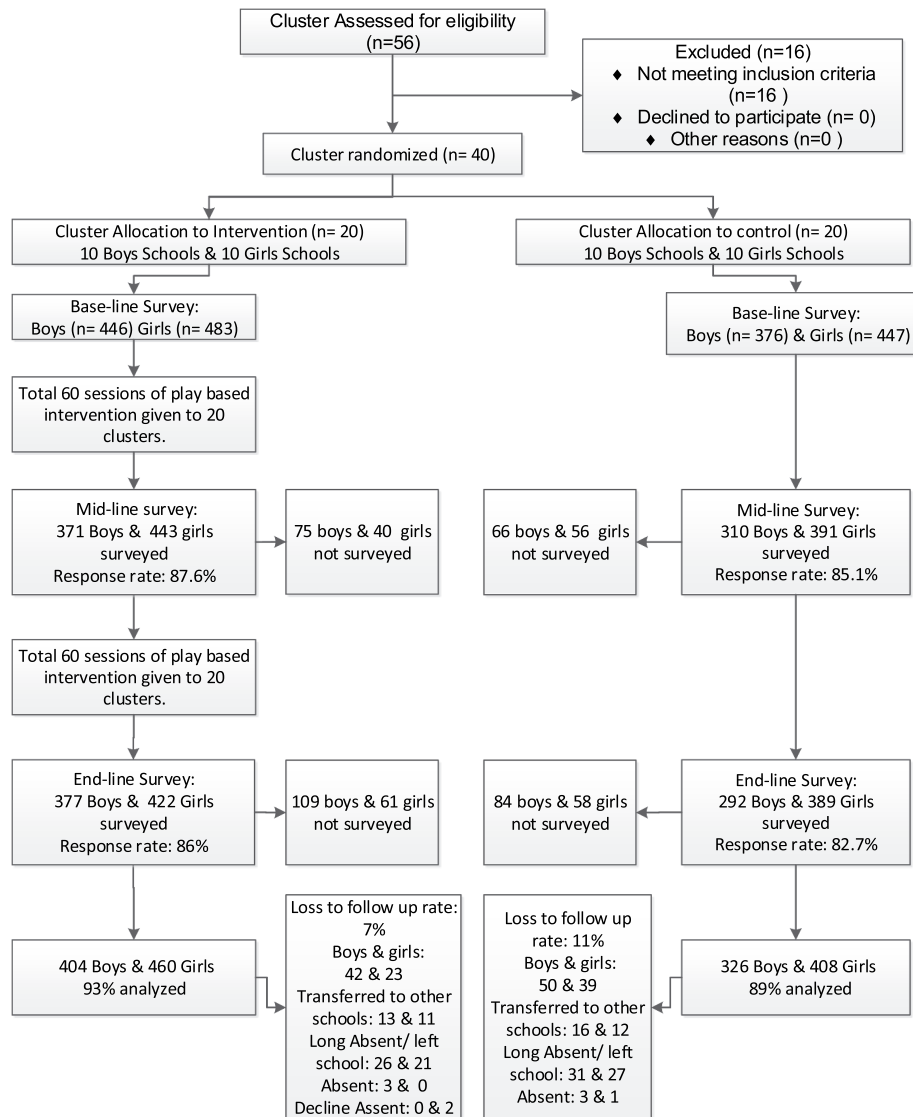 Cluster Assessed for eligibility
(n=56)
Excluded (n=16)
♦ Not meeting inclusion criteria
(n=16 )
♦ Declined to participate (n= 0)
♦ Other reasons (n=0 )
Cluster randomized (n= 40)
Cluster Allocation to Intervention (n= 20)
10 Boys Schools & 10 Girls Schools
Cluster Allocation to control (n= 20)
10 Boys Schools & 10 Girls Schools
Base-line Survey:
Boys (n= 446) Girls (n= 483)
Base-line Survey:
Boys (n= 376) & Girls (n= 447)
Total 60 sessions of play based
intervention given to 20
clusters.
Mid-line survey:
371 Boys & 443 girls
surveyed
Response rate: 87.6%
75 boys & 40 girls
not surveyed
66 boys & 56 girls
not surveyed
Mid-line Survey:
310 Boys & 391 Girls
surveyed
Response rate: 85.1%
Total 60 sessions of play based
intervention given to 20
clusters.
End-line Survey:
377 Boys & 422 Girls
surveyed
Response rate: 86%
109 boys & 61 girls
not surveyed
84 boys & 58 girls
not surveyed
End-line Survey:
292 Boys & 389 Girls
surveyed
Response rate: 82.7%
404 Boys & 460 Girls
93% analyzed
Loss to follow up rate:
7%
Boys & girls:
42 & 23
Transferred to other
schools: 13 & 11
Long Absent/ left
school: 26 & 21
Absent: 3 & 0
Decline Assent: 0 & 2
Loss to follow up
rate: 11%
Boys & girls:
50 & 39
Transferred to other
schools: 16 & 12
Long Absent/ left
school: 31 & 27
Absent: 3 & 1
326 Boys & 408 Girls
89% analyzed